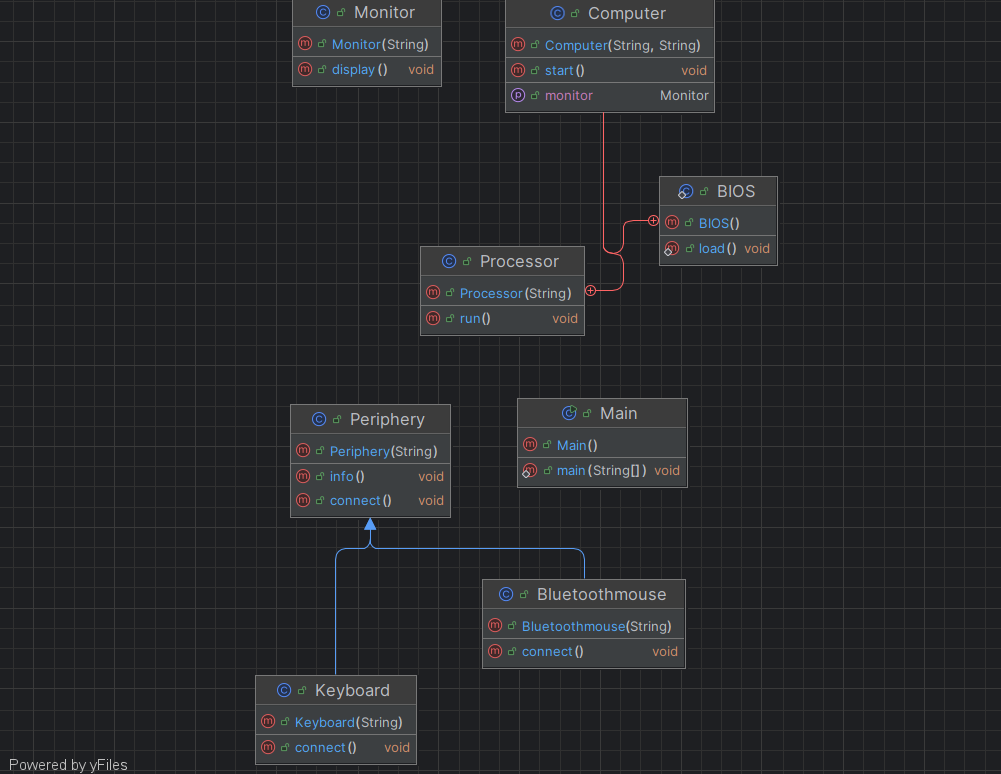 Monitor
Monitor(String)
display() void
Computer
Computer(String, String)
start() void
monitor Monitor
BIOS
BIOS()
load() void
Processor
Processor(String)
run() void
Periphery
Periphery(String)
info() void
connect() void
Main
Main()
main(String[]) void
Bluetoothmouse
Bluetoothmouse(String)
connect() void
Keyboard
Keyboard(String)
connect() void
Powered by yFiles